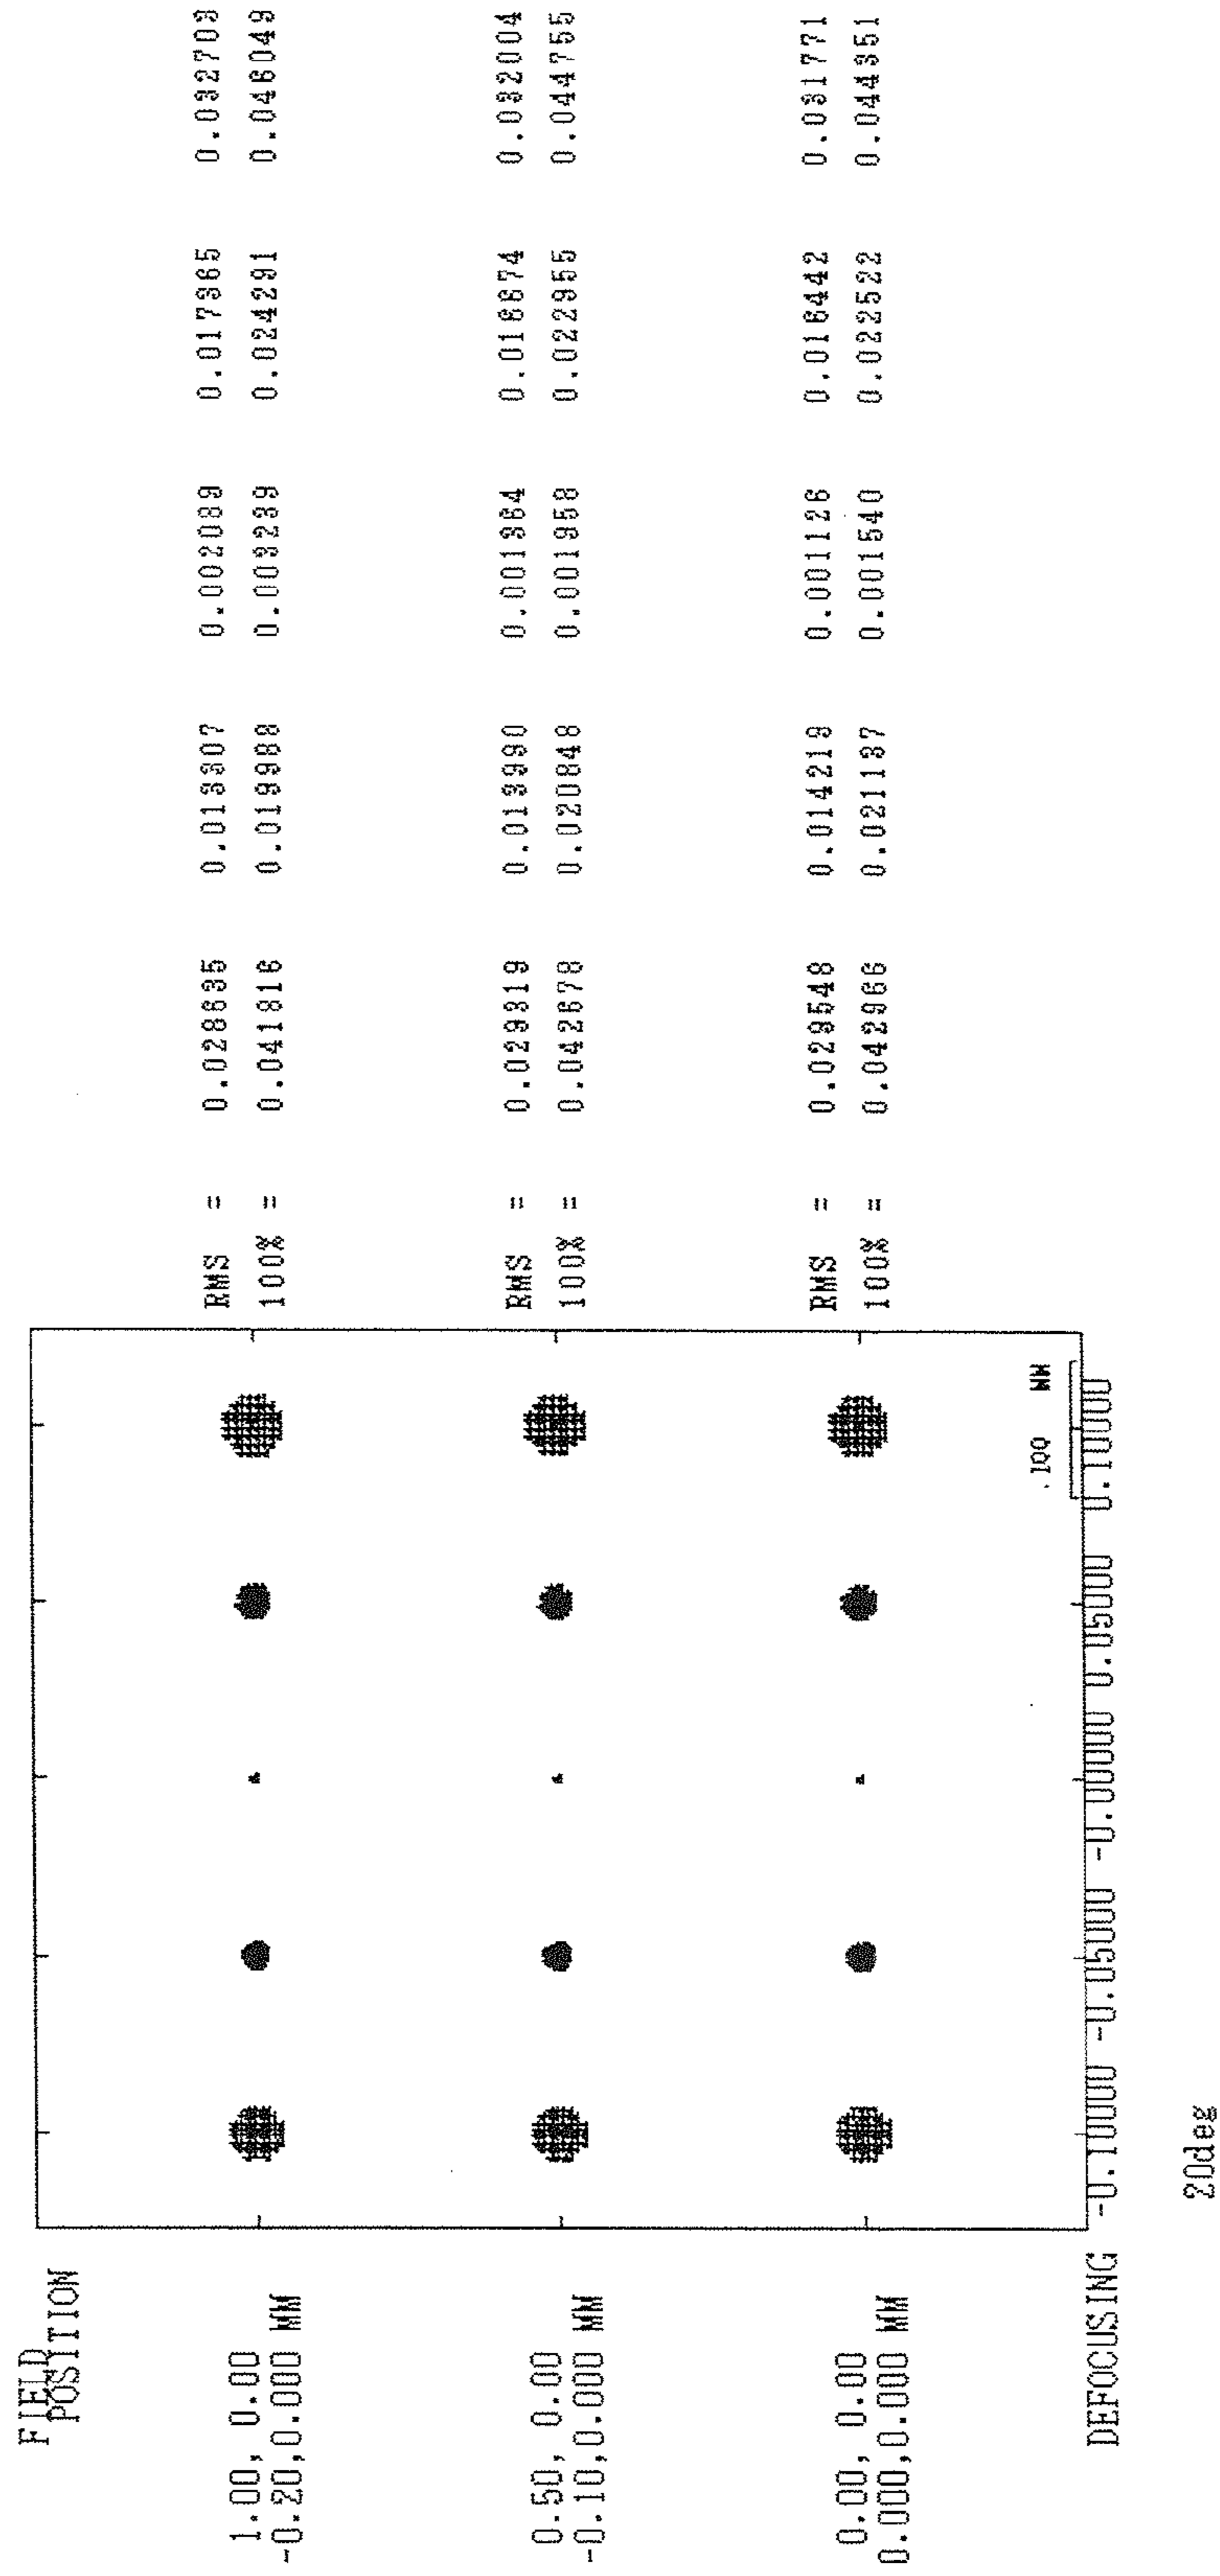 FIELD
POSITION
1.00, 0.00
-0.20,0.000 MM
RMS = 0.028635 0.013307 0.002089 0.017365 0.032703
100% = 0.041816 0.019988 0.003239 0.024291 0.046049
0.50, 0.00
-0.10,0.000 MM
RMS = 0.029319 0.013990 0.001364 0.016674 0.032004
100% = 0.042678 0.020848 0.001958 0.022955 0.044755
0.00, 0.00
0.000,0.000 MM
RMS = 0.029548 0.014219 0.001126 0.016442 0.031771
100% = 0.042966 0.021137 0.001540 0.022522 0.044351
.100 MM
DEFOCUSING -0.10000 -0.05000 -0.00000 0.05000 0.10000
20deg